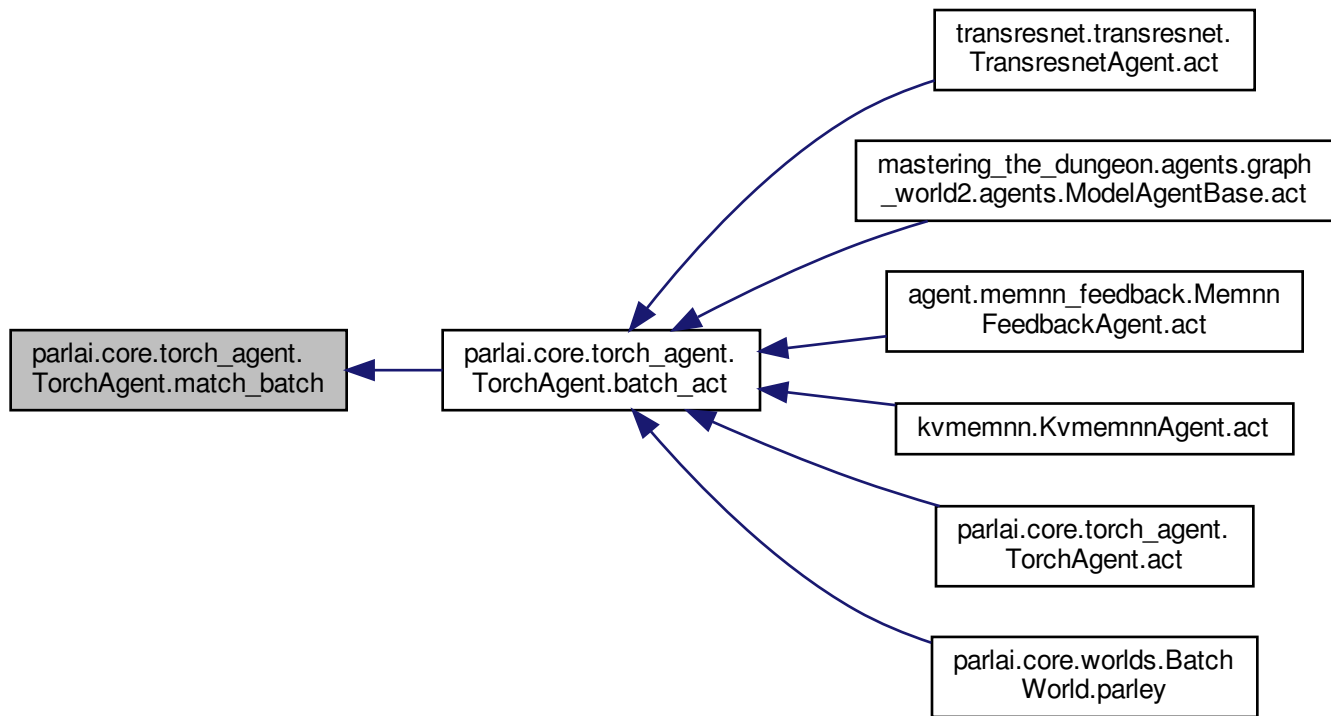 parlai.core.torch_agent.
TorchAgent.match_batch
parlai.core.torch_agent.
TorchAgent.batch_act
transresnet.transresnet.
TransresnetAgent.act
mastering_the_dungeon.agents.graph
_world2.agents.ModelAgentBase.act
agent.memnn_feedback.Memnn
FeedbackAgent.act
kvmemnn.KvmemnnAgent.act
parlai.core.torch_agent.
TorchAgent.act
parlai.core.worlds.Batch
World.parley